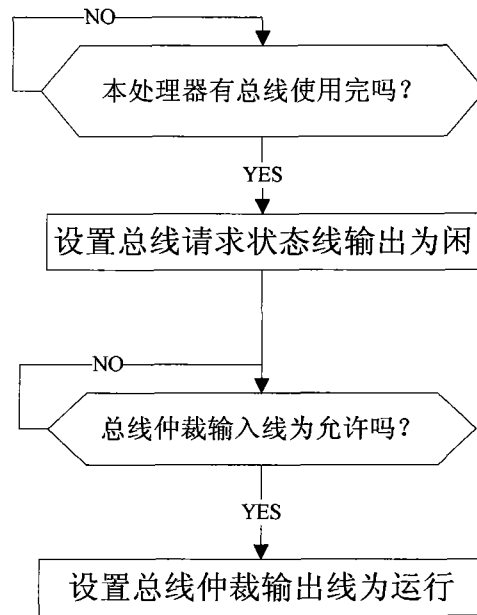 NO
本处理器有总线使用完吗?
YES
设置总线请求状态线输出为闲
NO
总线仲裁输入线为允许吗?
YES
设置总线仲裁输出线为运行